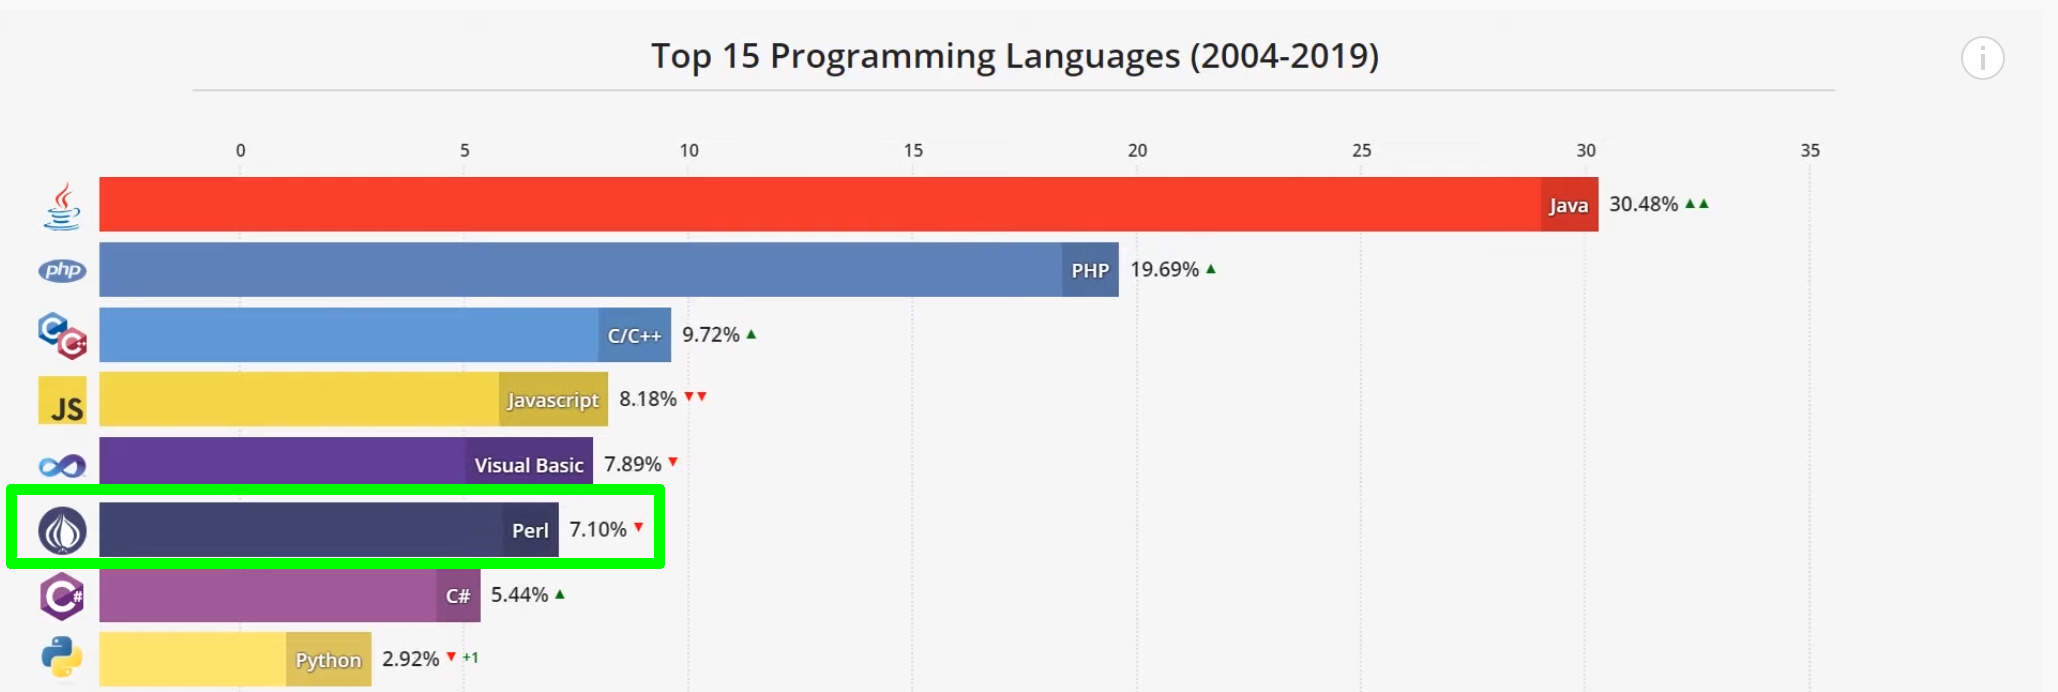 Top 15 Programming Languages (2004-2019)
i
0 5 10 15 20 25 30 35
Java 30.48% ▲▲
php PHP 19.69% ▲
C C++ C/C++ 9.72% ▲
JS Javascript 8.18% ▼▼
Visual Basic 7.89% ▼
Perl 7.10% ▼
C# C# 5.44% ▲
Python 2.92% ▼ +1